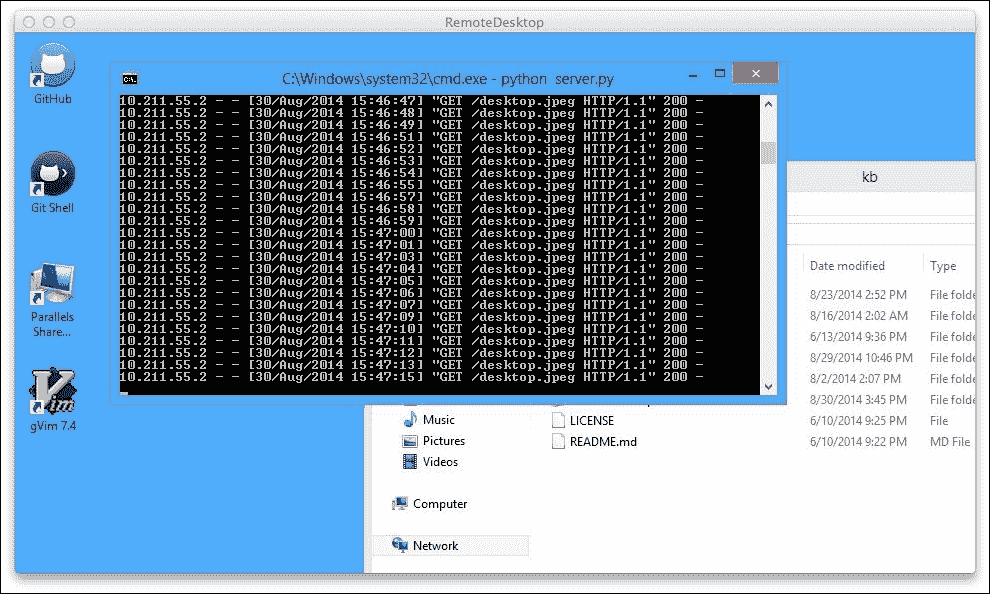 RemoteDesktop
GitHub
Git Shell
Parallels
Share...
gVim 7.4
C:\Windows\system32\cmd.exe - python server.py
10.211.55.2 - - [30/Aug/2014 15:46:47] "GET /desktop.jpeg HTTP/1.1" 200 -
10.211.55.2 - - [30/Aug/2014 15:46:48] "GET /desktop.jpeg HTTP/1.1" 200 -
10.211.55.2 - - [30/Aug/2014 15:46:49] "GET /desktop.jpeg HTTP/1.1" 200 -
10.211.55.2 - - [30/Aug/2014 15:46:51] "GET /desktop.jpeg HTTP/1.1" 200 -
10.211.55.2 - - [30/Aug/2014 15:46:52] "GET /desktop.jpeg HTTP/1.1" 200 -
10.211.55.2 - - [30/Aug/2014 15:46:53] "GET /desktop.jpeg HTTP/1.1" 200 -
10.211.55.2 - - [30/Aug/2014 15:46:54] "GET /desktop.jpeg HTTP/1.1" 200 -
10.211.55.2 - - [30/Aug/2014 15:46:55] "GET /desktop.jpeg HTTP/1.1" 200 -
10.211.55.2 - - [30/Aug/2014 15:46:57] "GET /desktop.jpeg HTTP/1.1" 200 -
10.211.55.2 - - [30/Aug/2014 15:46:58] "GET /desktop.jpeg HTTP/1.1" 200 -
10.211.55.2 - - [30/Aug/2014 15:46:59] "GET /desktop.jpeg HTTP/1.1" 200 -
10.211.55.2 - - [30/Aug/2014 15:47:00] "GET /desktop.jpeg HTTP/1.1" 200 -
10.211.55.2 - - [30/Aug/2014 15:47:01] "GET /desktop.jpeg HTTP/1.1" 200 -
10.211.55.2 - - [30/Aug/2014 15:47:03] "GET /desktop.jpeg HTTP/1.1" 200 -
10.211.55.2 - - [30/Aug/2014 15:47:04] "GET /desktop.jpeg HTTP/1.1" 200 -
10.211.55.2 - - [30/Aug/2014 15:47:05] "GET /desktop.jpeg HTTP/1.1" 200 -
10.211.55.2 - - [30/Aug/2014 15:47:06] "GET /desktop.jpeg HTTP/1.1" 200 -
10.211.55.2 - - [30/Aug/2014 15:47:07] "GET /desktop.jpeg HTTP/1.1" 200 -
10.211.55.2 - - [30/Aug/2014 15:47:09] "GET /desktop.jpeg HTTP/1.1" 200 -
10.211.55.2 - - [30/Aug/2014 15:47:10] "GET /desktop.jpeg HTTP/1.1" 200 -
10.211.55.2 - - [30/Aug/2014 15:47:11] "GET /desktop.jpeg HTTP/1.1" 200 -
10.211.55.2 - - [30/Aug/2014 15:47:12] "GET /desktop.jpeg HTTP/1.1" 200 -
10.211.55.2 - - [30/Aug/2014 15:47:13] "GET /desktop.jpeg HTTP/1.1" 200 -
10.211.55.2 - - [30/Aug/2014 15:47:15] "GET /desktop.jpeg HTTP/1.1" 200 -
kb
Date modified Type
8/23/2014 2:52 PM File folde
8/16/2014 2:02 AM File folde
6/13/2014 9:36 PM File folde
8/29/2014 10:46 PM File folde
8/2/2014 2:07 PM File folde
8/30/2014 3:45 PM File folde
Music
LICENSE 6/10/2014 9:25 PM File
Pictures
README.md 6/10/2014 9:22 PM MD File
Videos
Computer
Network